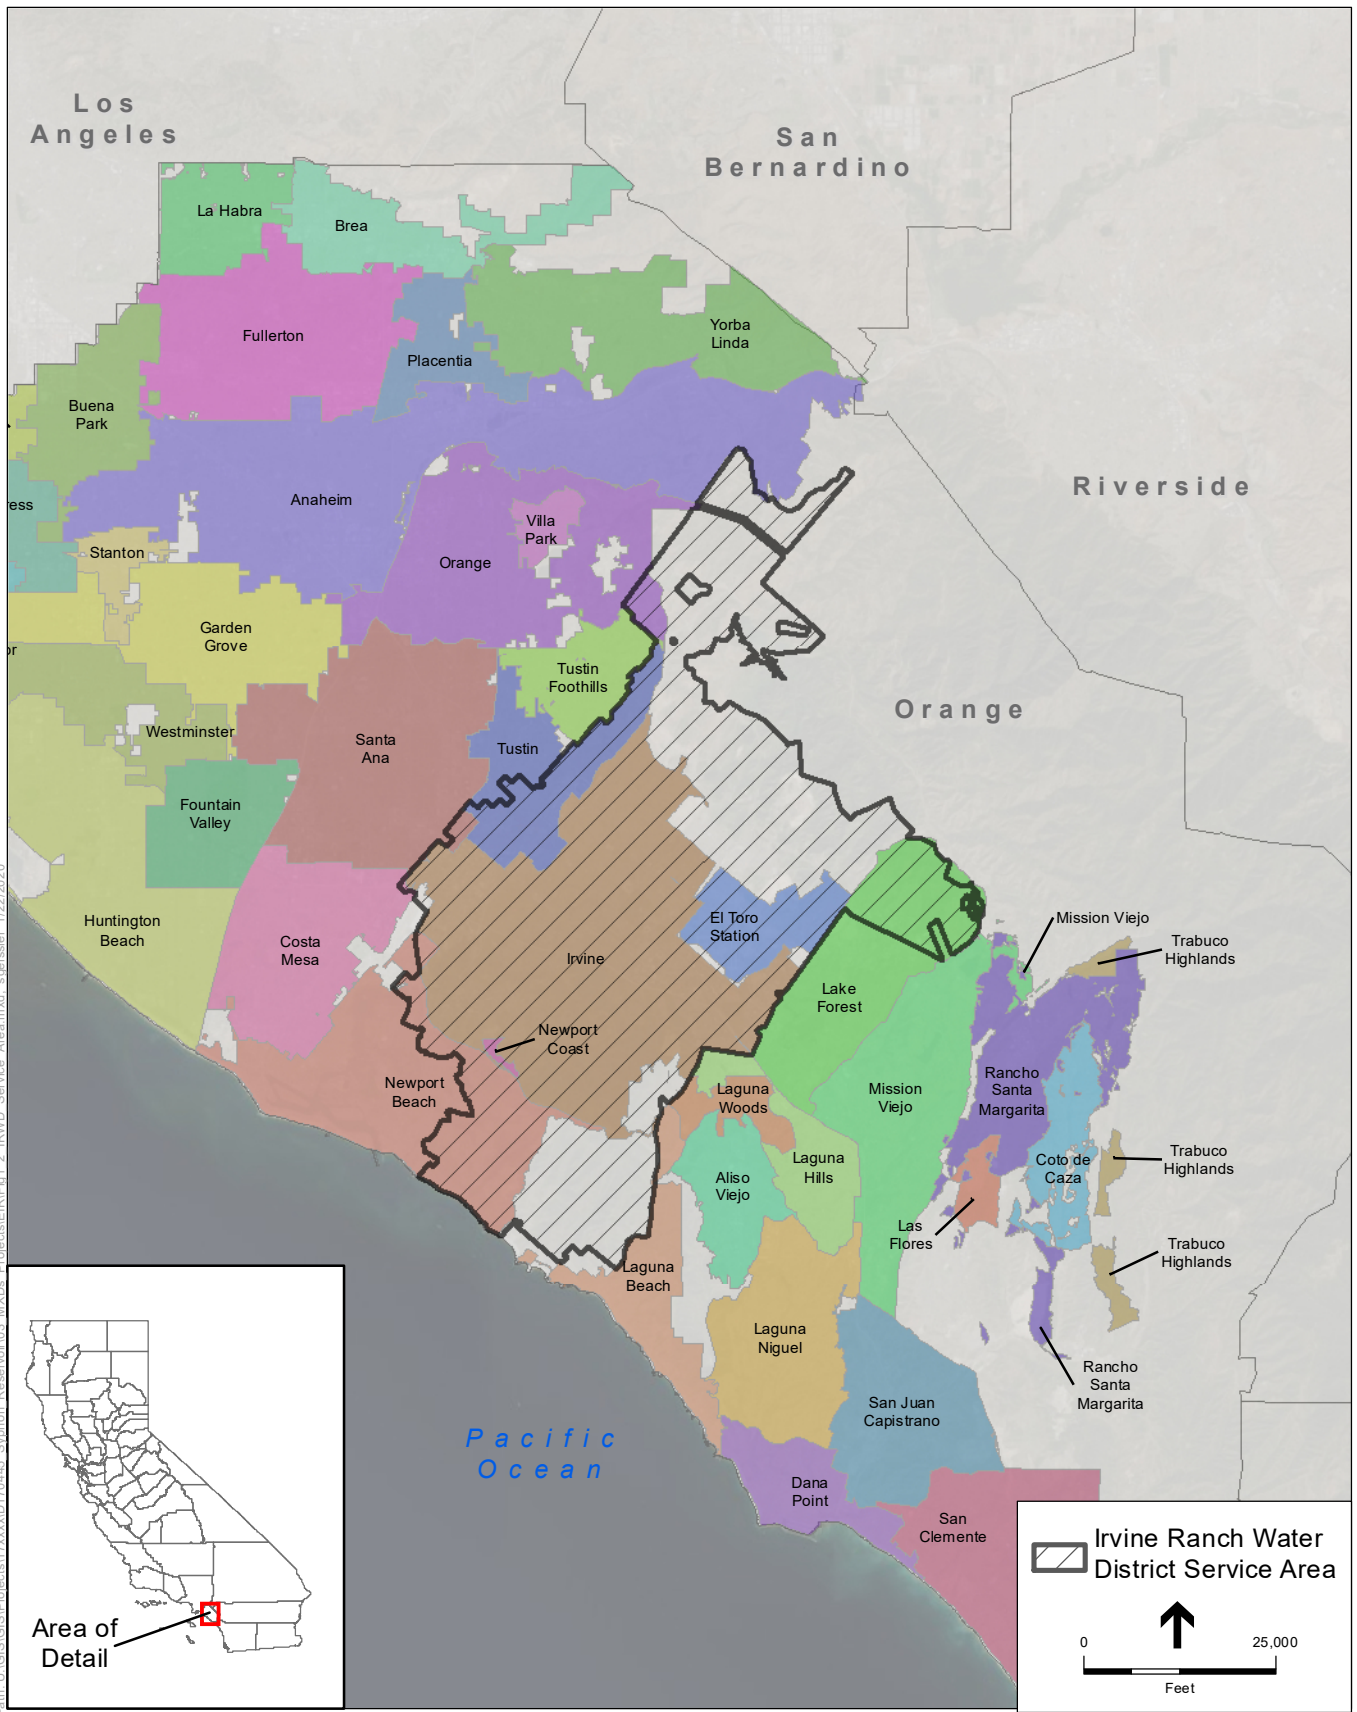 Los
Angeles
San
Bernardino
La Habra
Brea
Fullerton
Yorba
Linda
Placentia
Buena
Park
Riverside
Anaheim
ress
Villa
Park
Stanton
Orange
Garden
Grove
or
Tustin
Foothills
Orange
Westminster
Santa
Ana
Tustin
Fountain
Valley
Huntington
Beach
Costa
Mesa
El Toro
Station
Irvine
Mission Viejo
Trabuco
Highlands
Lake
Forest
Newport
Coast
Newport
Beach
Laguna
Woods
Mission
Viejo
Rancho
Santa
Margarita
Aliso
Viejo
Laguna
Hills
Coto de
Caza
Trabuco
Highlands
Las
Flores
Trabuco
Highlands
Laguna
Beach
Laguna
Niguel
Rancho
Santa
Margarita
San Juan
Capistrano
Pacific
Ocean
Dana
Point
San
Clemente
Area of
Detail
Irvine Ranch Water
District Service Area
0 25,000
Feet